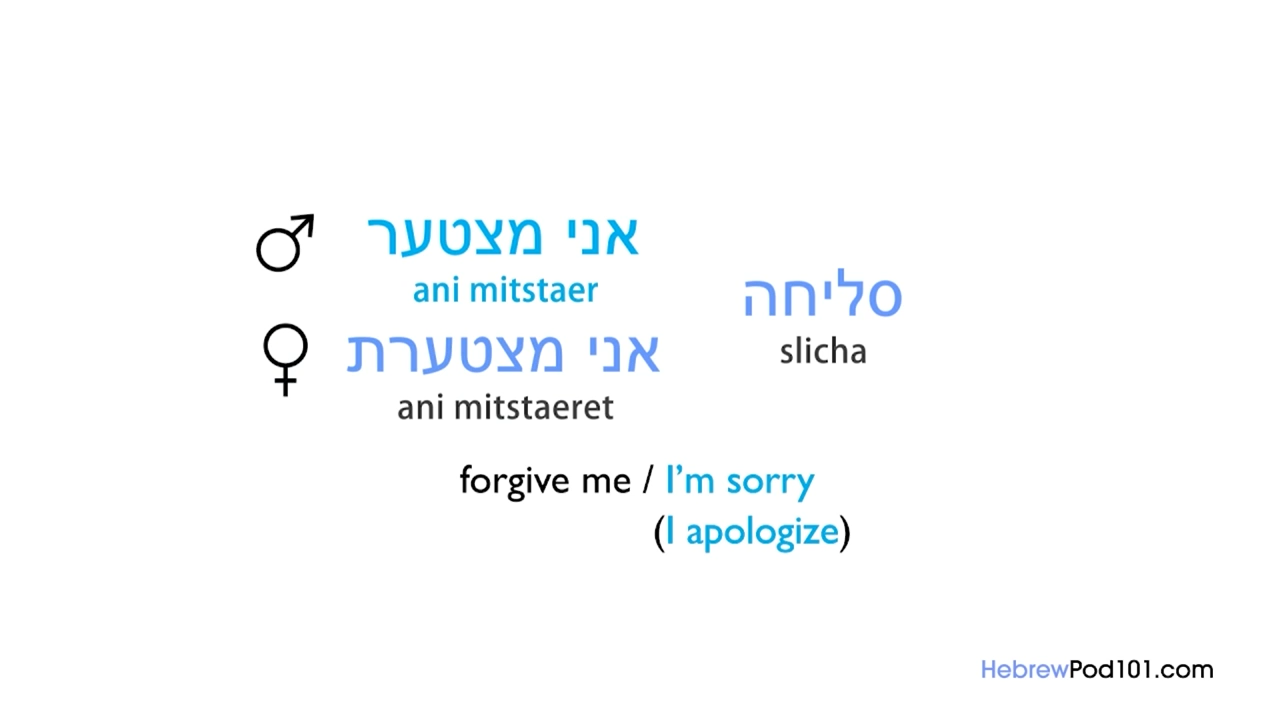 אני מצטער
ani mitstaer
אני מצטערת
ani mitstaeret
סליחה
slicha
forgive me / I’m sorry
(I apologize)
HebrewPod101.com